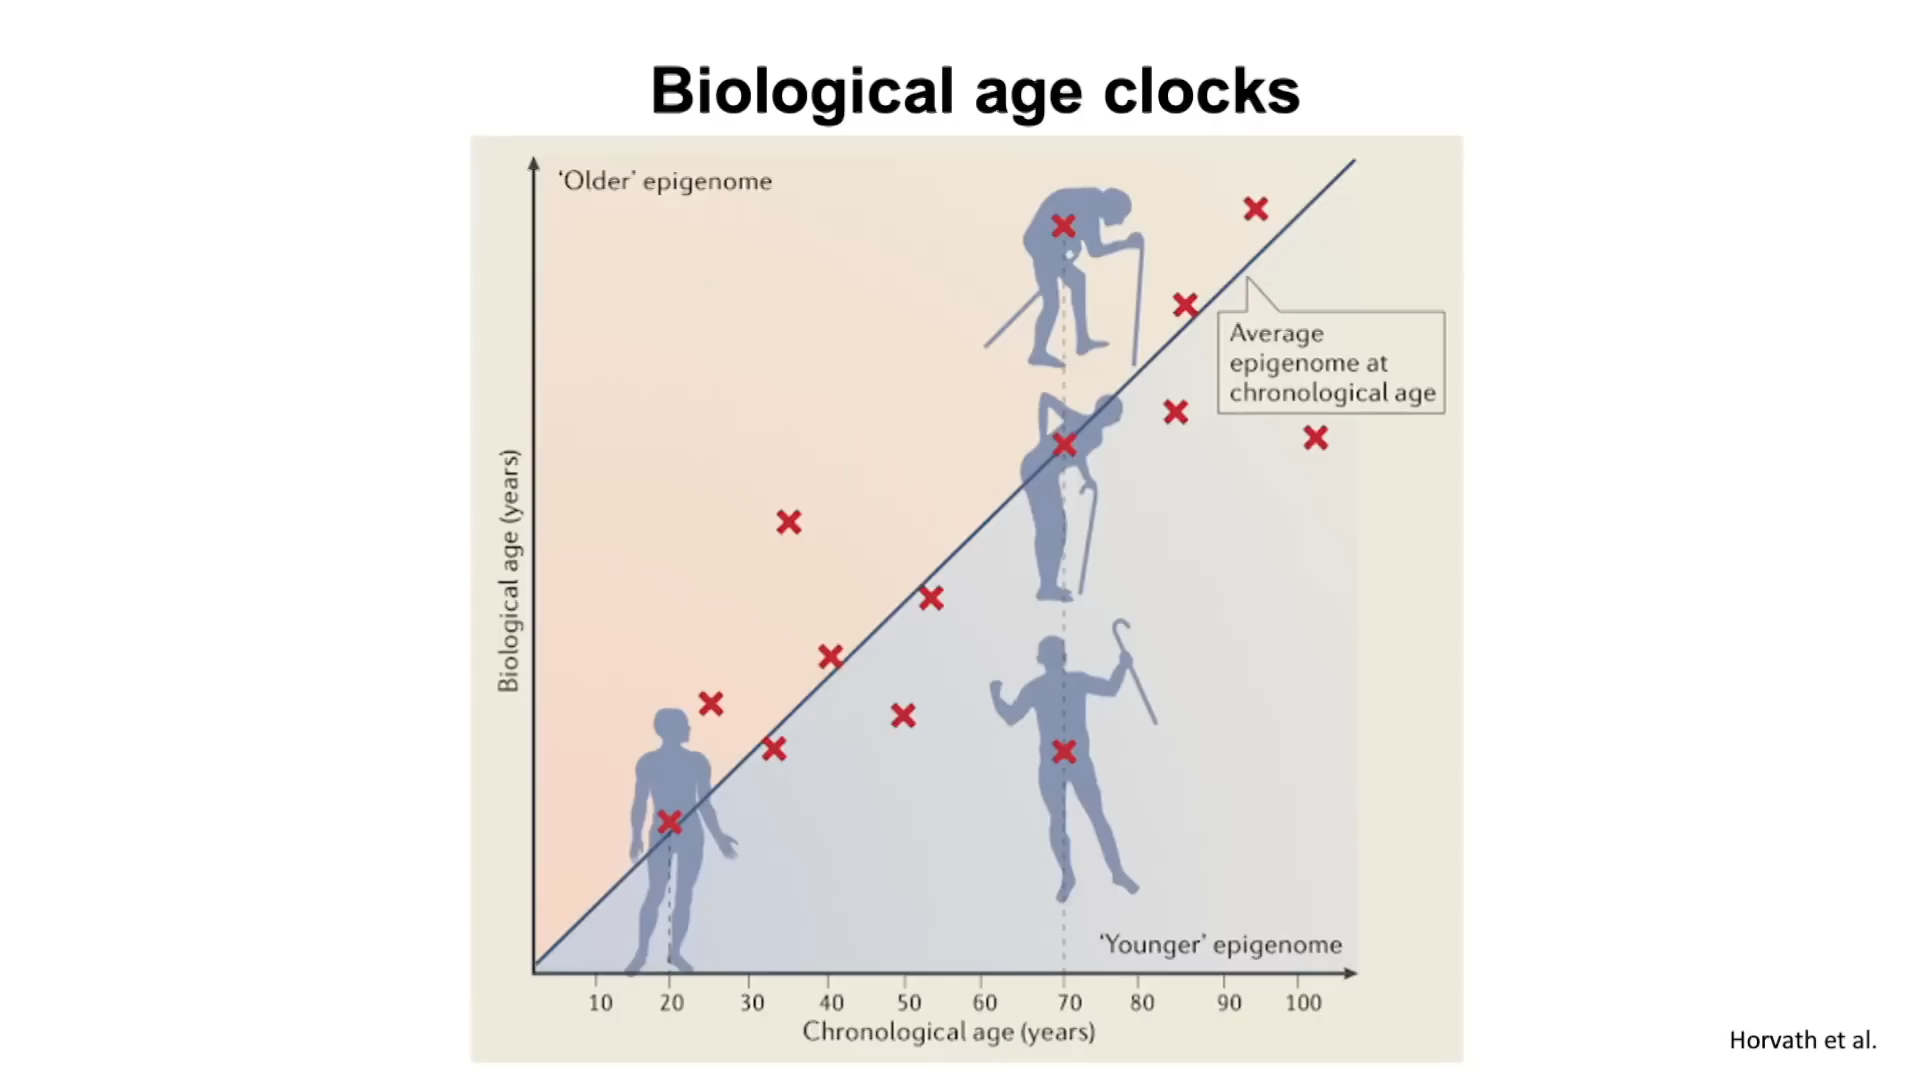 Biological age clocks
‘Older’ epigenome
Average
epigenome at
chronological age
Biological age (years)
‘Younger’ epigenome
10 20 30 40 50 60 70 80 90 100
Chronological age (years)
Horvath et al.